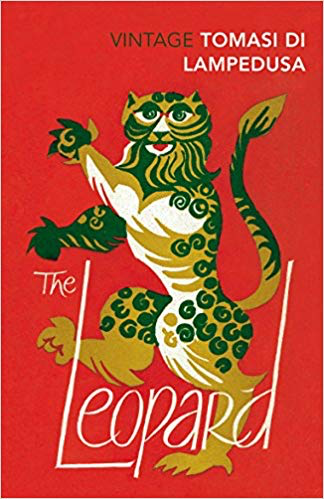 VINTAGE TOMASI DI
LAMPEDUSA
The
Leopard